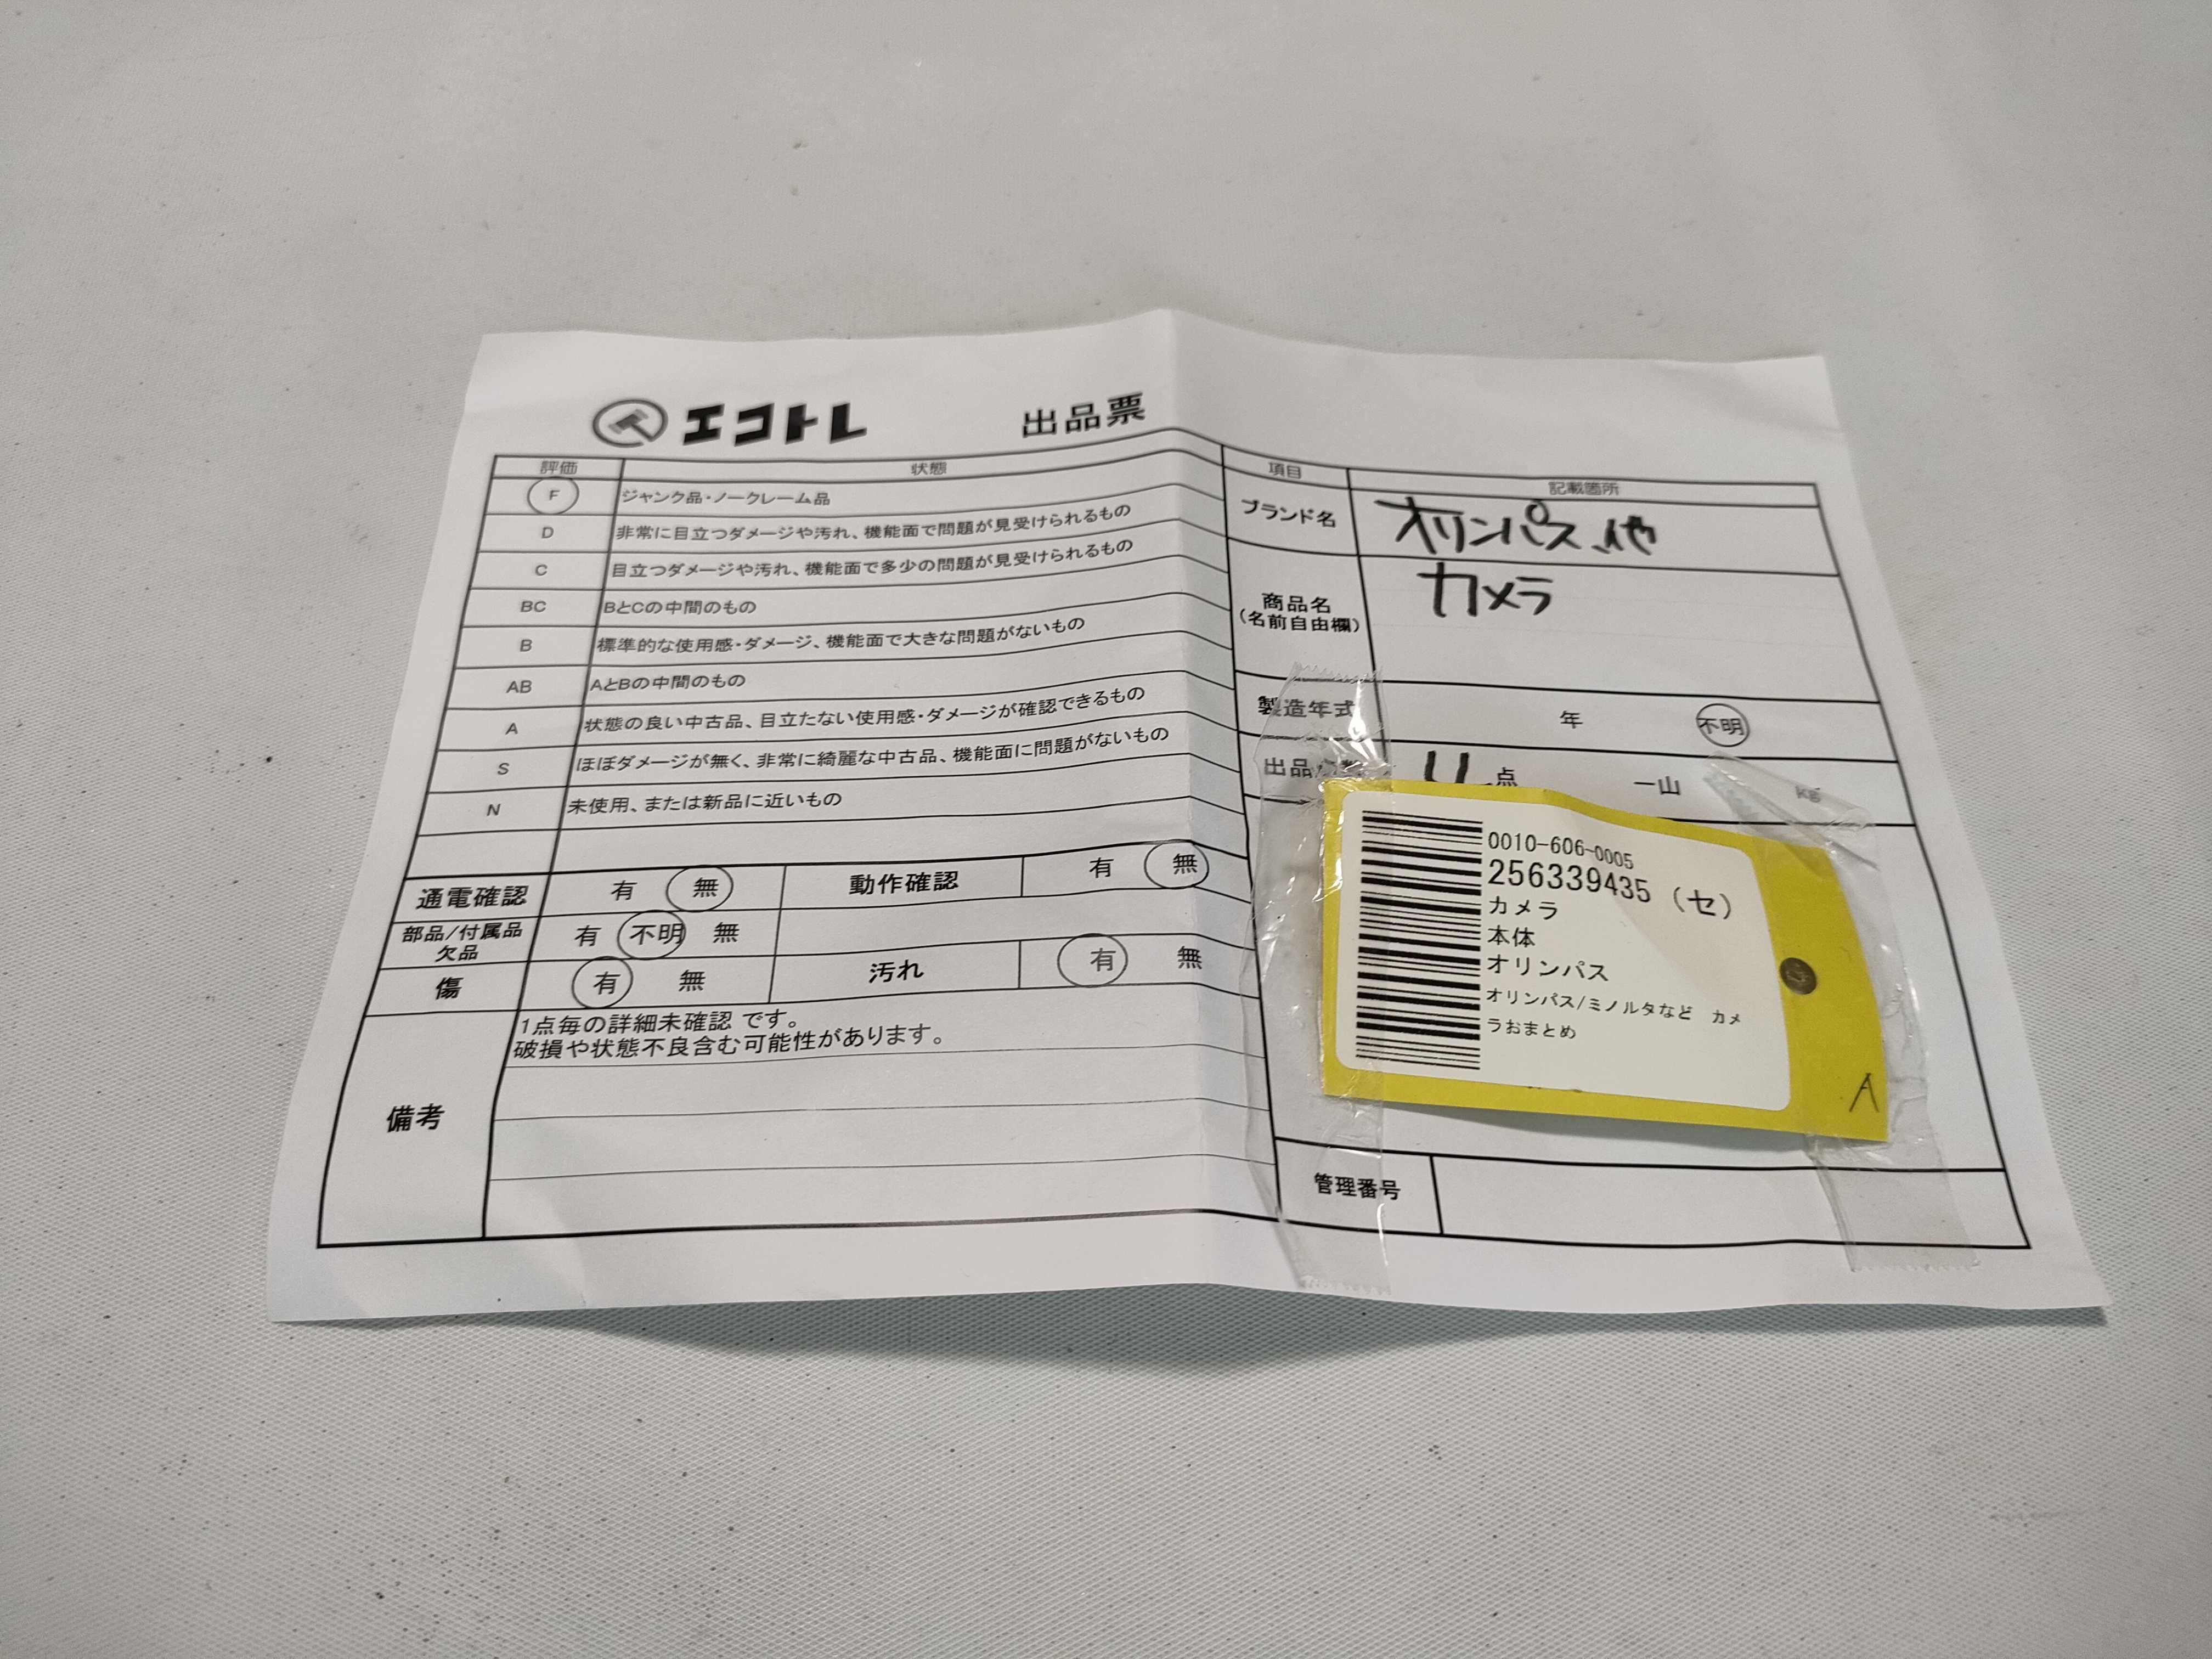 エコトレ 出品票
評価 状態
F ジャンク品・ノークレーム品
D 非常に目立つダメージや汚れ、機能面で問題が見受けられるもの
C 目立つダメージや汚れ、機能面で多少の問題が見受けられるもの
BC BとCの中間のもの
B 標準的な使用感・ダメージ、機能面で大きな問題がないもの
AB AとBの中間のもの
A 状態の良い中古品、目立たない使用感・ダメージが確認できるもの
S ほぼダメージが無く、非常に綺麗な中古品、機能面に問題がないもの
N 未使用、または新品に近いもの
通電確認 有 無 動作確認 有 無
部品/付属品 欠品 有 不明 無
傷 有 無 汚れ 有 無
備考
1点毎の詳細未確認 です。
破損や状態不良含む可能性があります。
項目 記載箇所
ブランド名 オリンパス、他
商品名 カメラ
(名前自由欄)
製造年式 年 不明
出品 点 一山 kg
0010-606-0005
256339435 (セ)
カメラ
本体
オリンパス
オリンパス/ミノルタなど カメ
ラおまとめ
A
管理番号